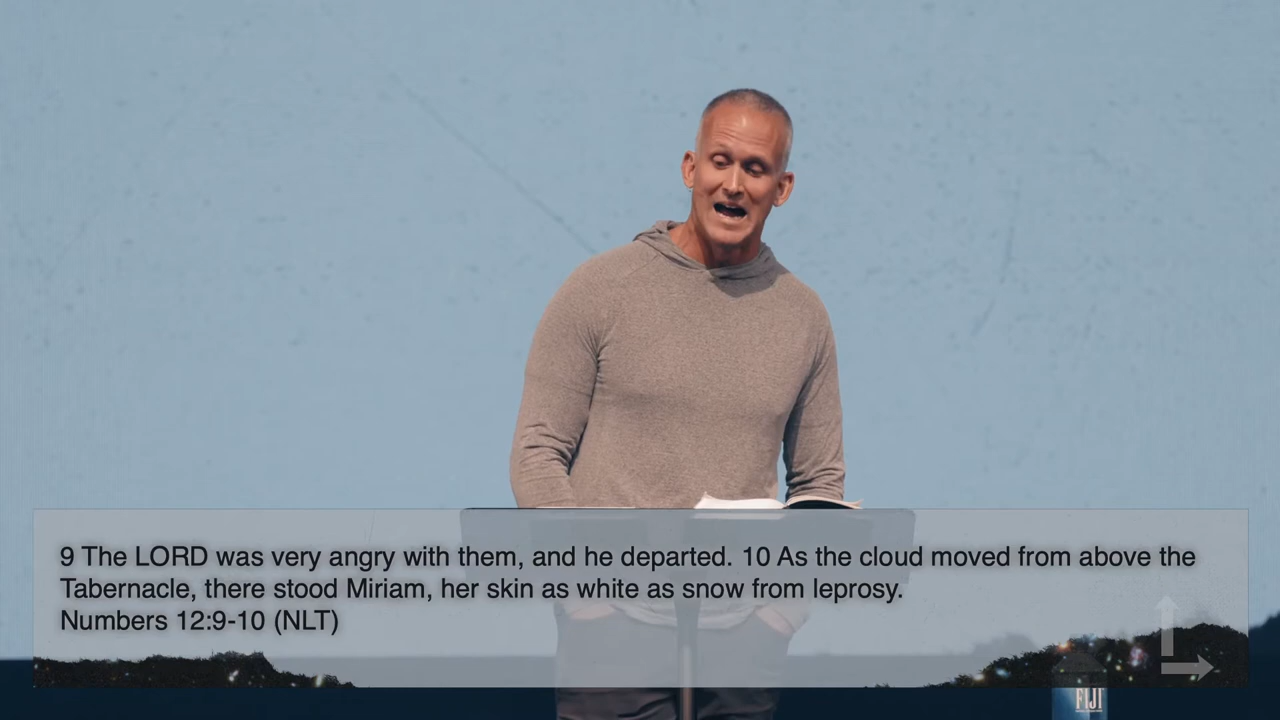 9 The LORD was very angry with them, and he departed. 10 As the cloud moved from above the
Tabernacle, there stood Miriam, her skin as white as snow from leprosy.
Numbers 12:9-10 (NLT)
FIJI